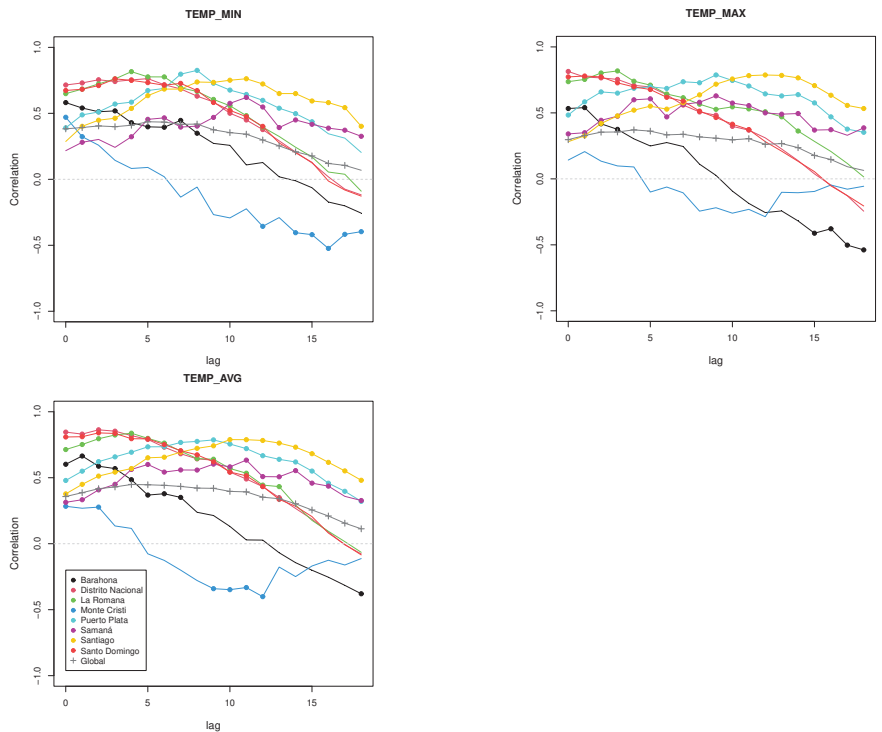 TEMP_MIN
1.0
0.5
0.0
−0.5
−1.0
Correlation
0
5
10
15
lag
TEMP_MAX
1.0
0.5
0.0
−0.5
−1.0
Correlation
0
5
10
15
lag
TEMP_AVG
1.0
0.5
0.0
−0.5
−1.0
Correlation
Barahona
Distrito Nacional
La Romana
Monte Cristi
Puerto Plata
Samaná
Santiago
Santo Domingo
Global
0
5
10
15
lag